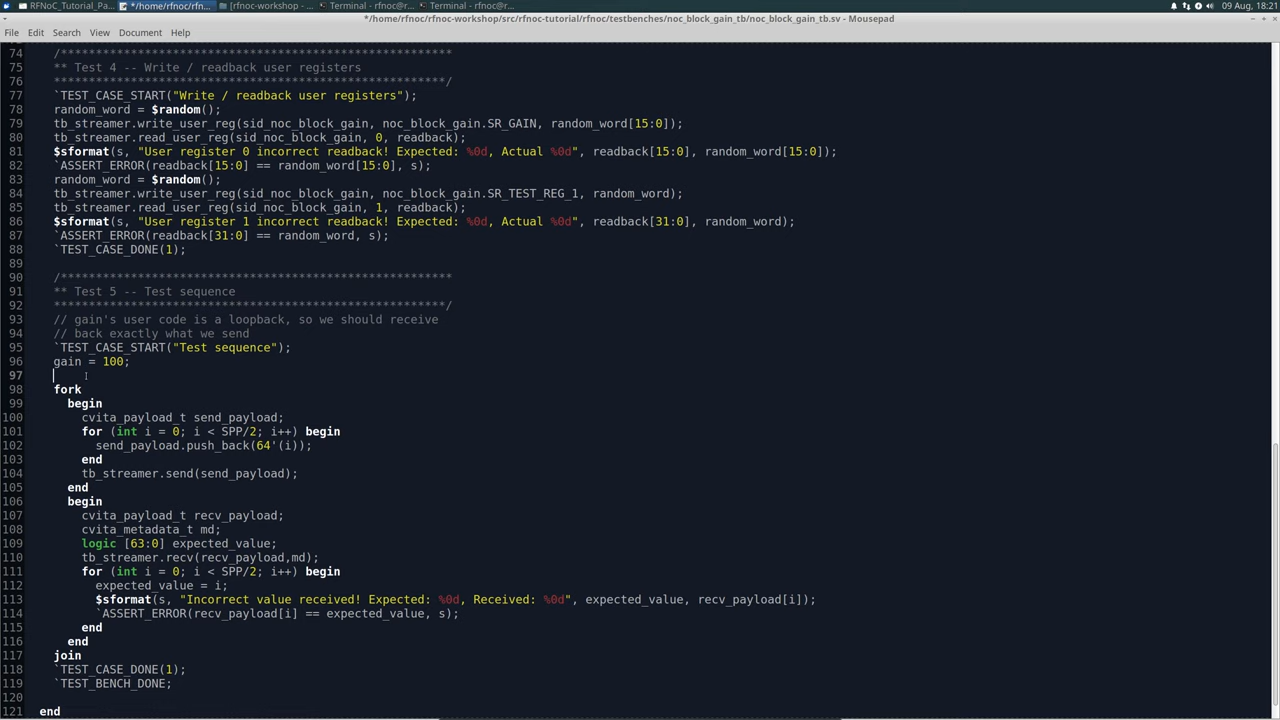 RFNoC_Tutorial_Pa... *home/rfnoc/rfn... [rfnoc-workshop - ... Terminal - rfnoc@r... Terminal - rfnoc@r... 09 Aug, 18:21
*/home/rfnoc/rfnoc-workshop/src/rfnoc-tutorial/rfnoc/testbenches/noc_block_gain_tb/noc_block_gain_tb.sv - Mousepad
File Edit Search View Document Help
74 /****************************************************
75 ** Test 4 -- Write / readback user registers
76 ****************************************************/
77 `TEST_CASE_START("Write / readback user registers");
78 random_word = $random();
79 tb_streamer.write_user_reg(sid_noc_block_gain, noc_block_gain.SR_GAIN, random_word[15:0]);
80 tb_streamer.read_user_reg(sid_noc_block_gain, 0, readback);
81 $sformat(s, "User register 0 incorrect readback! Expected: %0d, Actual %0d", readback[15:0], random_word[15:0]);
82 `ASSERT_ERROR(readback[15:0] == random_word[15:0], s);
83 random_word = $random();
84 tb_streamer.write_user_reg(sid_noc_block_gain, noc_block_gain.SR_TEST_REG_1, random_word);
85 tb_streamer.read_user_reg(sid_noc_block_gain, 1, readback);
86 $sformat(s, "User register 1 incorrect readback! Expected: %0d, Actual %0d", readback[31:0], random_word);
87 `ASSERT_ERROR(readback[31:0] == random_word, s);
88 `TEST_CASE_DONE(1);
89
90 /****************************************************
91 ** Test 5 -- Test sequence
92 ****************************************************/
93 // gain's user code is a loopback, so we should receive
94 // back exactly what we send
95 `TEST_CASE_START("Test sequence");
96 gain = 100;
97
98 fork
99 begin
100 cvita_payload_t send_payload;
101 for (int i = 0; i < SPP/2; i++) begin
102 send_payload.push_back(64'(i));
103 end
104 tb_streamer.send(send_payload);
105 end
106 begin
107 cvita_payload_t recv_payload;
108 cvita_metadata_t md;
109 logic [63:0] expected_value;
110 tb_streamer.recv(recv_payload,md);
111 for (int i = 0; i < SPP/2; i++) begin
112 expected_value = i;
113 $sformat(s, "Incorrect value received! Expected: %0d, Received: %0d", expected_value, recv_payload[i]);
114 `ASSERT_ERROR(recv_payload[i] == expected_value, s);
115 end
116 end
117 join
118 `TEST_CASE_DONE(1);
119 `TEST_BENCH_DONE;
120
121 end